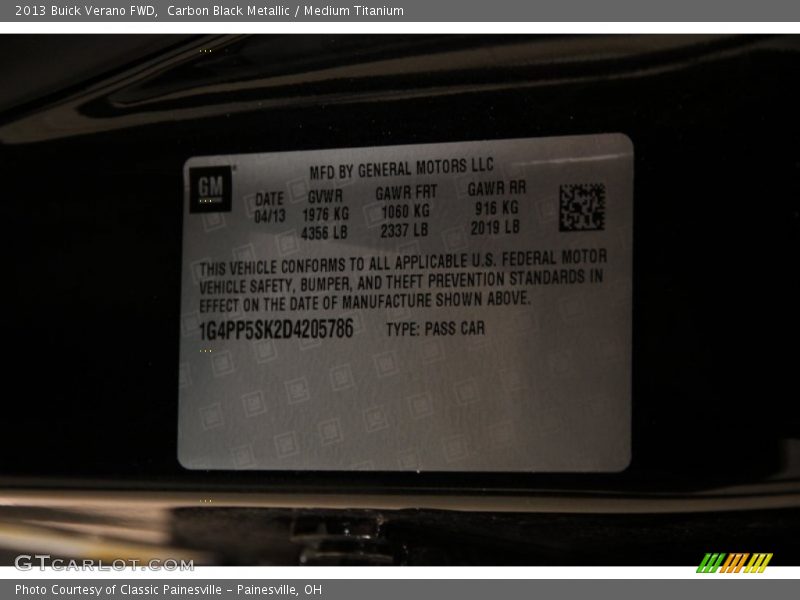 2013 Buick Verano FWD,  Carbon Black Metallic / Medium Titanium
GM
MFD BY GENERAL MOTORS LLC
DATE GVWR GAWR FRT GAWR RR
04/13 1976 KG 1060 KG 916 KG
4356 LB 2337 LB 2019 LB
THIS VEHICLE CONFORMS TO ALL APPLICABLE U.S. FEDERAL MOTOR
VEHICLE SAFETY, BUMPER, AND THEFT PREVENTION STANDARDS IN
EFFECT ON THE DATE OF MANUFACTURE SHOWN ABOVE.
1G4PP5SK2D4205786 TYPE: PASS CAR
GTCARLOT.COM
Photo Courtesy of Classic Painesville – Painesville, OH